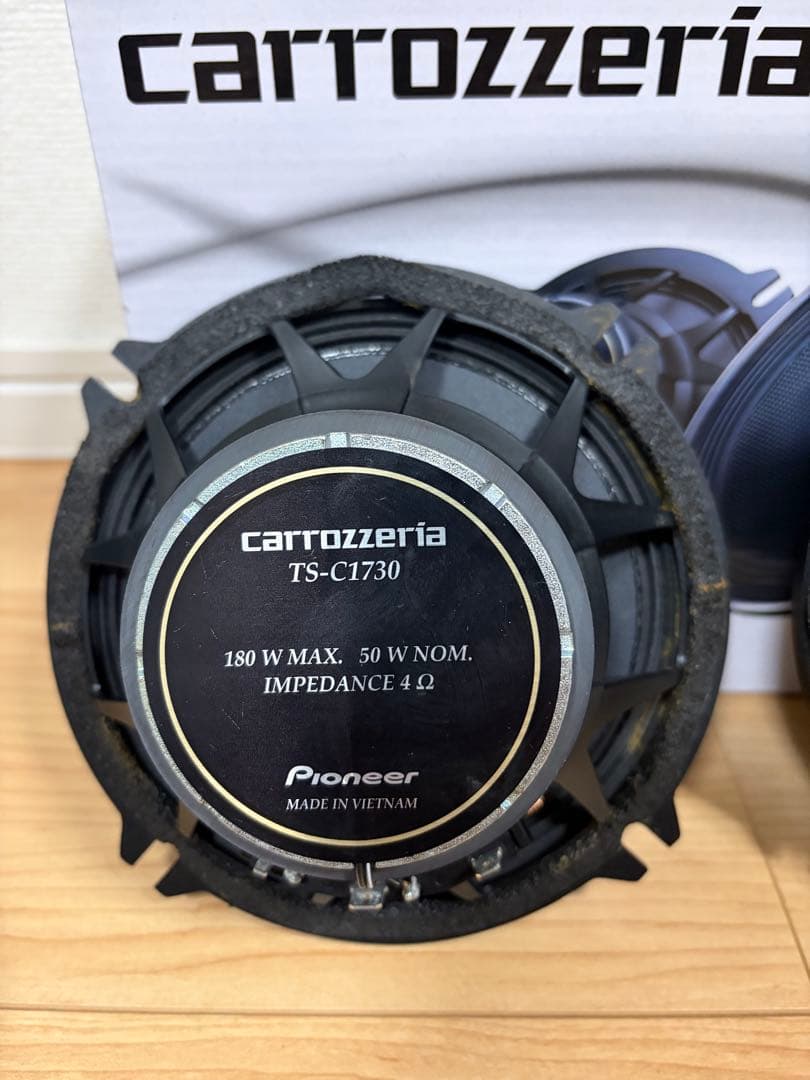 carrozzeria
carrozzeria
TS-C1730
180 W MAX. 50 W NOM.
IMPEDANCE 4 Ω
Pioneer
MADE IN VIETNAM